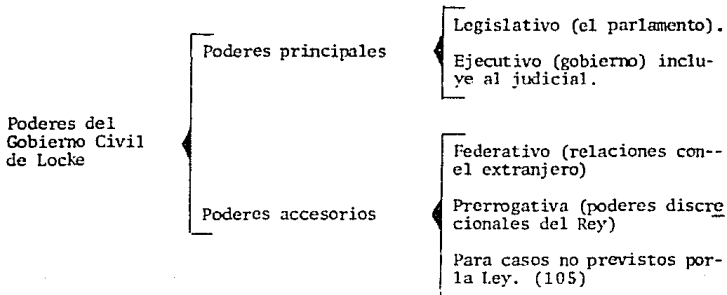 Poderes del
Gobierno Civil
de Locke
Poderes principales
Legislativo (el parlamento).
Ejecutivo (gobierno) inclu-
ye al judicial.
Poderes accesorios
Federativo (relaciones con--
el extranjero)
Prerrogativa (poderes discre
cionales del Rey)
Para casos no previstos por-
la Ley. (105)